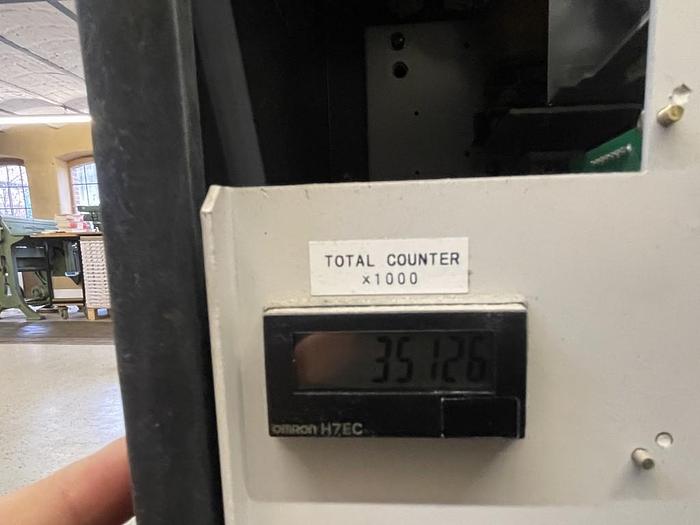 TOTAL COUNTER
x1000
35126
OMRON H7EC